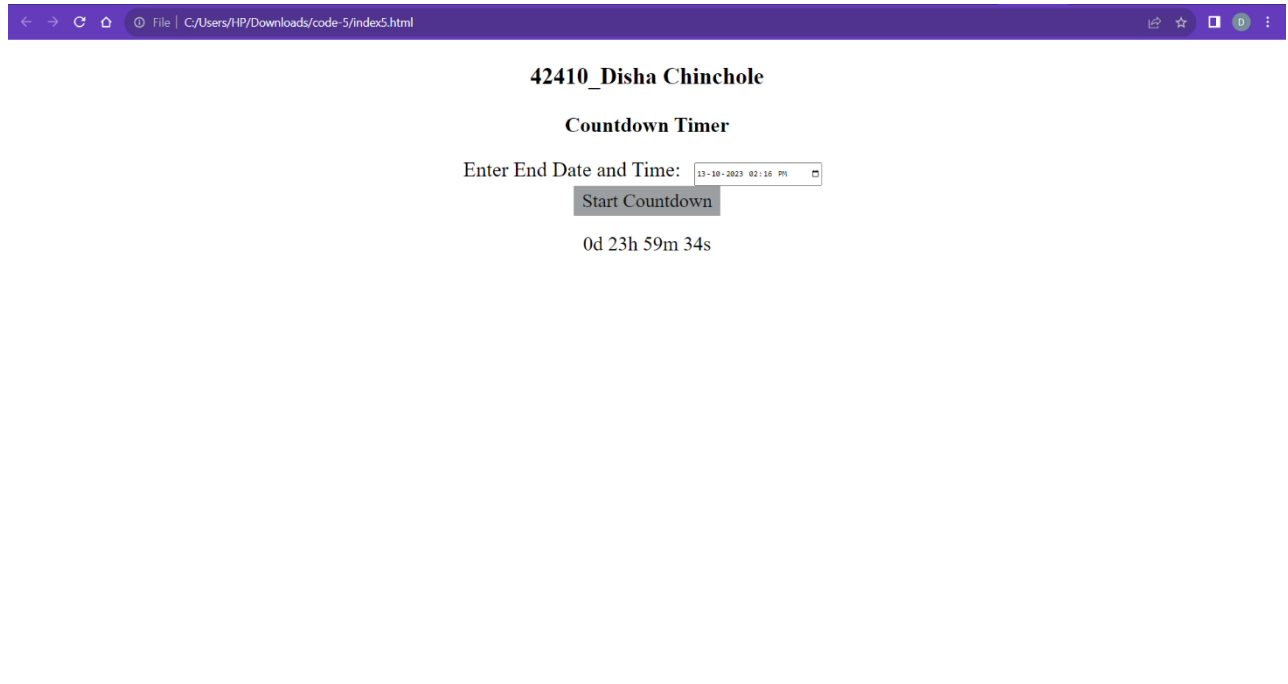 File | C:/Users/HP/Downloads/code-5/index5.html D
42410_Disha Chinchole
Countdown Timer
Enter End Date and Time: 13-10-2023 02:16 PM
Start Countdown
0d 23h 59m 34s